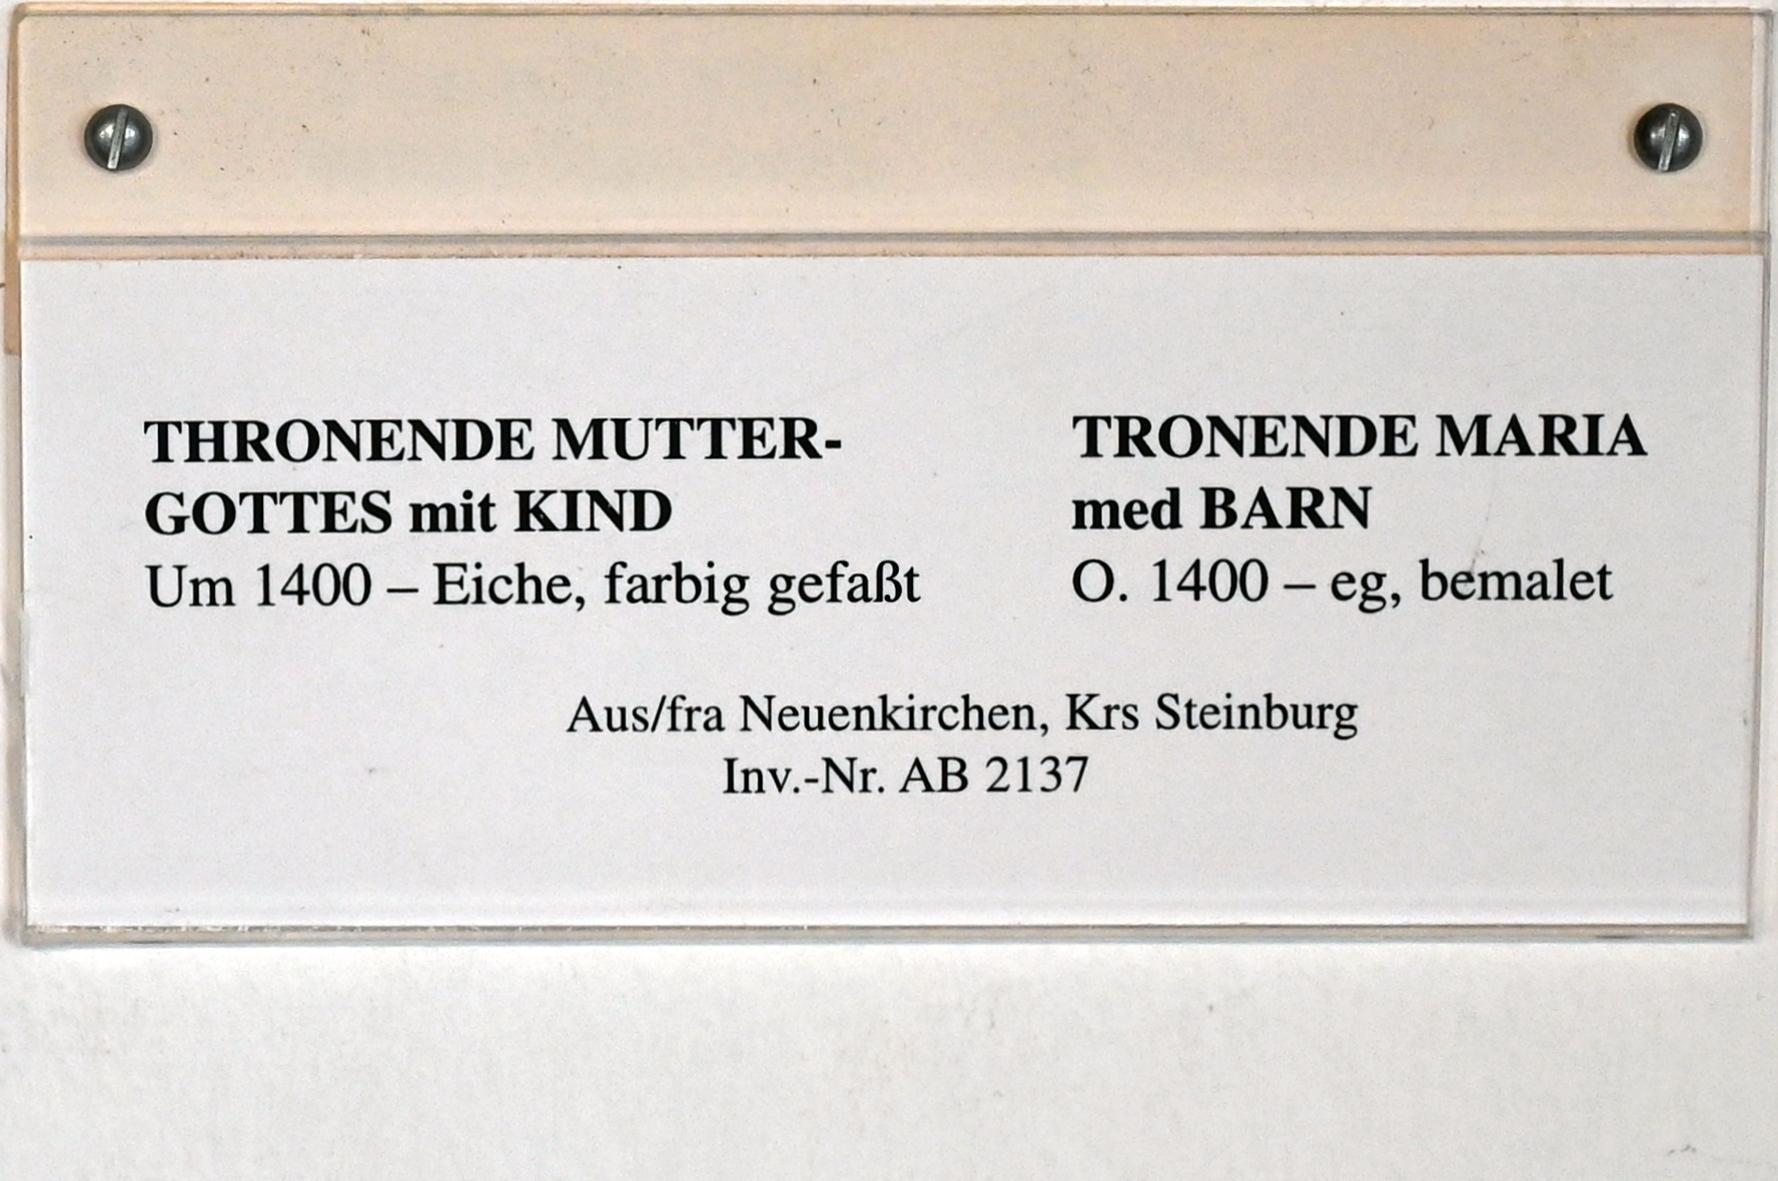 THRONENDE MUTTER-
GOTTES mit KIND
Um 1400 – Eiche, farbig gefaßt
TRONENDE MARIA
med BARN
O. 1400 – eg, bemalet
Aus/fra Neuenkirchen, Krs Steinburg
Inv.-Nr. AB 2137